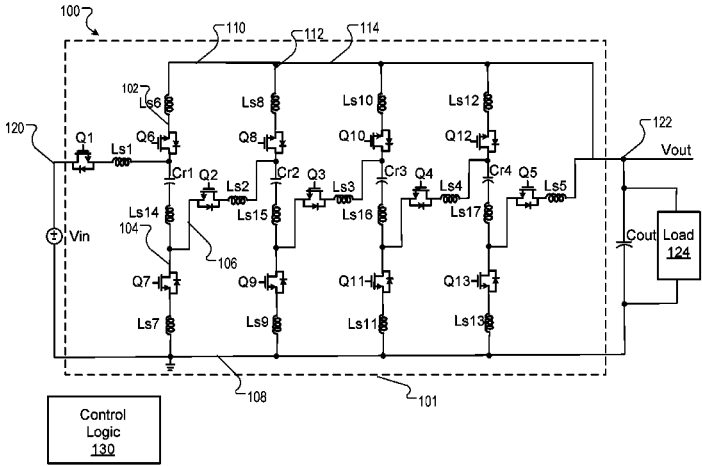 100
110
112
114
102
Ls6
Ls8
Ls10
Ls12
120
122
Q1
Q6
Q8
Q10
Q12
Ls1
Vout
Cr1
Q2
Cr2
Q3
Cr3
Q4
Cr4
Q5
Ls2
Ls3
Ls4
Ls5
Ls14
Ls15
Ls16
Ls17
Vin
104
106
Cout
Load
124
Q7
Q9
Q11
Q13
Ls7
Ls9
Ls11
Ls13
108
101
Control
Logic
130